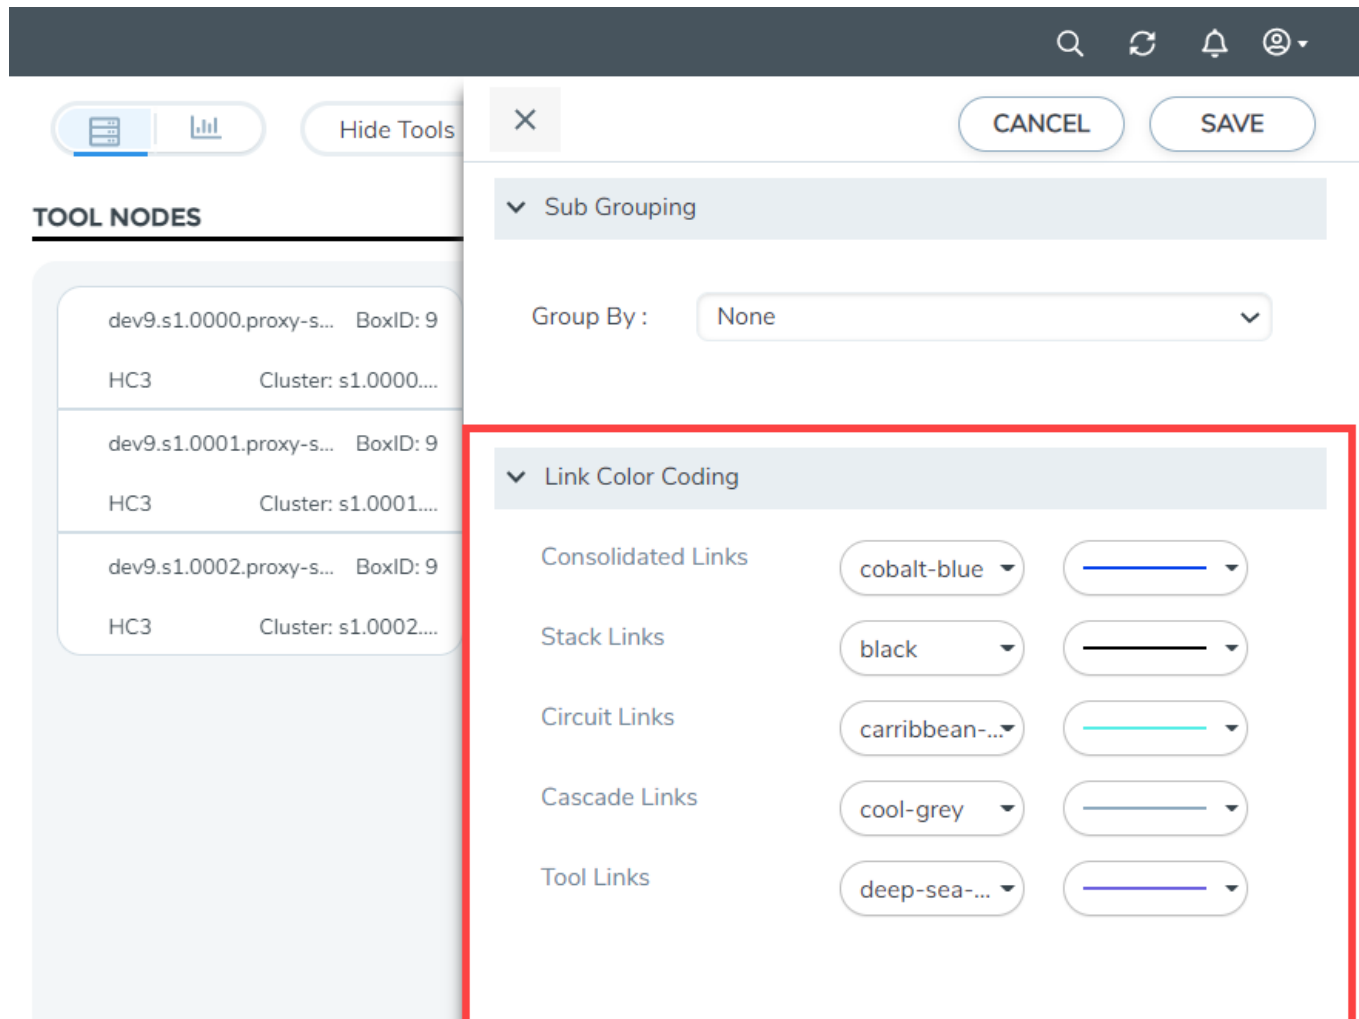 Hide Tools
CANCEL
SAVE
TOOL NODES
dev9.s1.0000.proxy-s... BoxID: 9
HC3 Cluster: s1.0000....
dev9.s1.0001.proxy-s... BoxID: 9
HC3 Cluster: s1.0001....
dev9.s1.0002.proxy-s... BoxID: 9
HC3 Cluster: s1.0002....
Sub Grouping
Group By : None
Link Color Coding
Consolidated Links cobalt-blue
Stack Links black
Circuit Links carribbean-...
Cascade Links cool-grey
Tool Links deep-sea-...